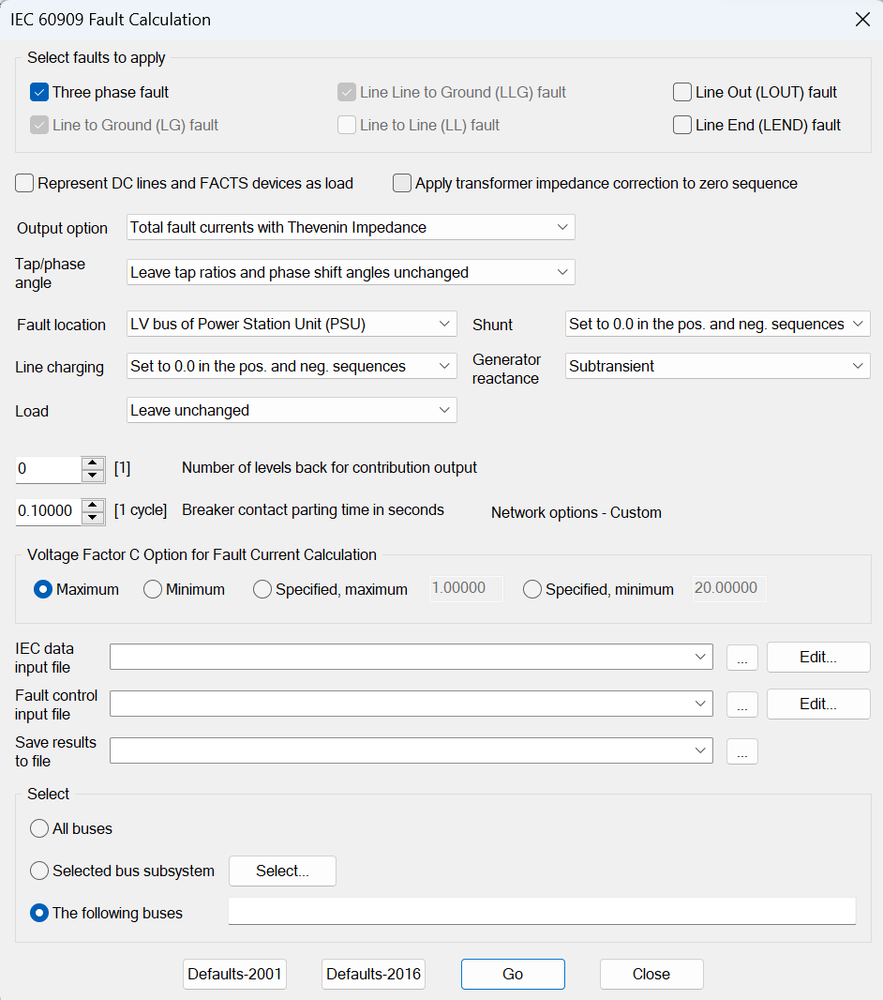 IEC 60909 Fault Calculation
Select faults to apply
Three phase fault
Line Line to Ground (LLG) fault
Line Out (LOUT) fault
Line to Ground (LG) fault
Line to Line (LL) fault
Line End (LEND) fault
Represent DC lines and FACTS devices as load
Apply transformer impedance correction to zero sequence
Output option
Total fault currents with Thevenin Impedance
Tap/phase
angle
Leave tap ratios and phase shift angles unchanged
Fault location
LV bus of Power Station Unit (PSU)
Shunt
Set to 0.0 in the pos. and neg. sequences
Line charging
Set to 0.0 in the pos. and neg. sequences
Generator
reactance
Subtransient
Load
Leave unchanged
0
[1]
Number of levels back for contribution output
0.10000
[1 cycle]
Breaker contact parting time in seconds
Network options - Custom
Voltage Factor C Option for Fault Current Calculation
Maximum
Minimum
Specified, maximum
1.00000
Specified, minimum
20.00000
IEC data
input file
...
Edit...
Fault control
input file
...
Edit...
Save results
to file
...
Select
All buses
Selected bus subsystem
Select...
The following buses
Defaults-2001
Defaults-2016
Go
Close